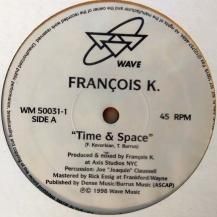 WAVE
FRANÇOIS K.
WM 50031-1
SIDE A
45 RPM
"Time & Space"
(F. Kevorkian, T. Burrus)
Produced & mixed by François K.
at Axis Studios NYC
Percussion: Joe "Joaquin" Claussell
Mastered by Rick Essig at Frankford/Wayne
Published by Dense Music/Burrus Music (ASCAP)
Ⓟ © 1998 Wave Music